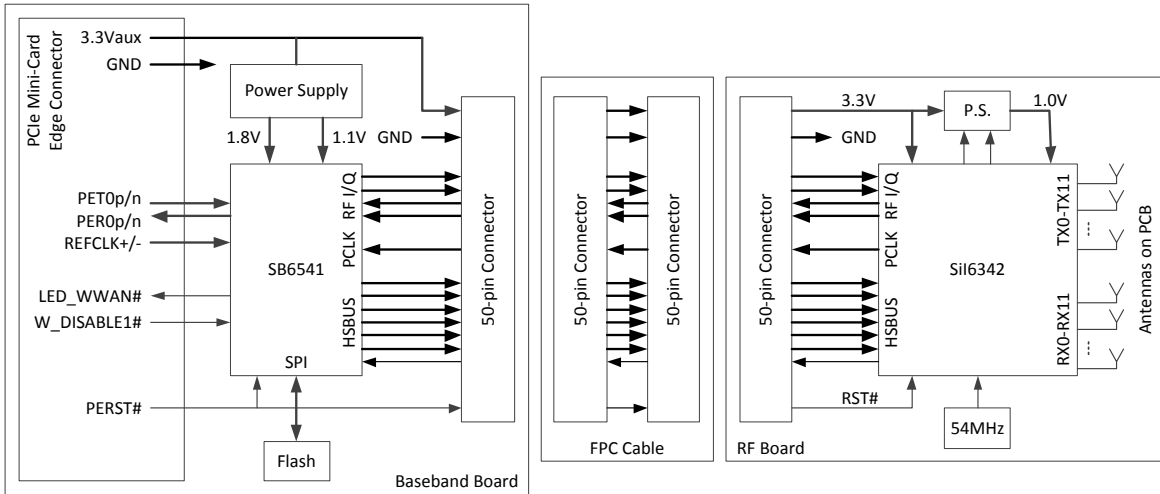 PCIe Mini-Card
Edge Connector
3.3Vaux
GND
Power Supply
1.8V
1.1V
GND
PET0p/n
PER0p/n
REFCLK+/-
LED_WWAN#
W_DISABLE1#
PERST#
SB6541
RF I/Q
PCLK
HSBUS
SPI
Flash
50-pin Connector
Baseband Board
50-pin Connector
50-pin Connector
FPC Cable
50-pin Connector
3.3V
GND
P.S.
1.0V
RF I/Q
PCLK
HSBUS
SiI6342
TX0-TX11
RX0-RX11
Antennas on PCB
RST#
54MHz
RF Board